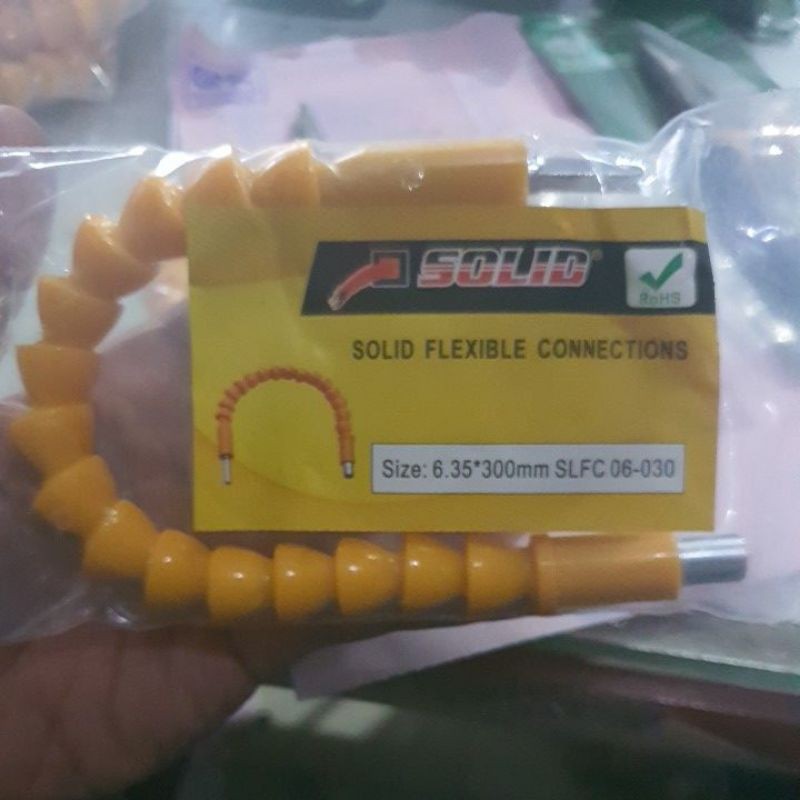 SOLID®
RoHS
SOLID FLEXIBLE CONNECTIONS
Size: 6.35*300mm SLFC 06-030